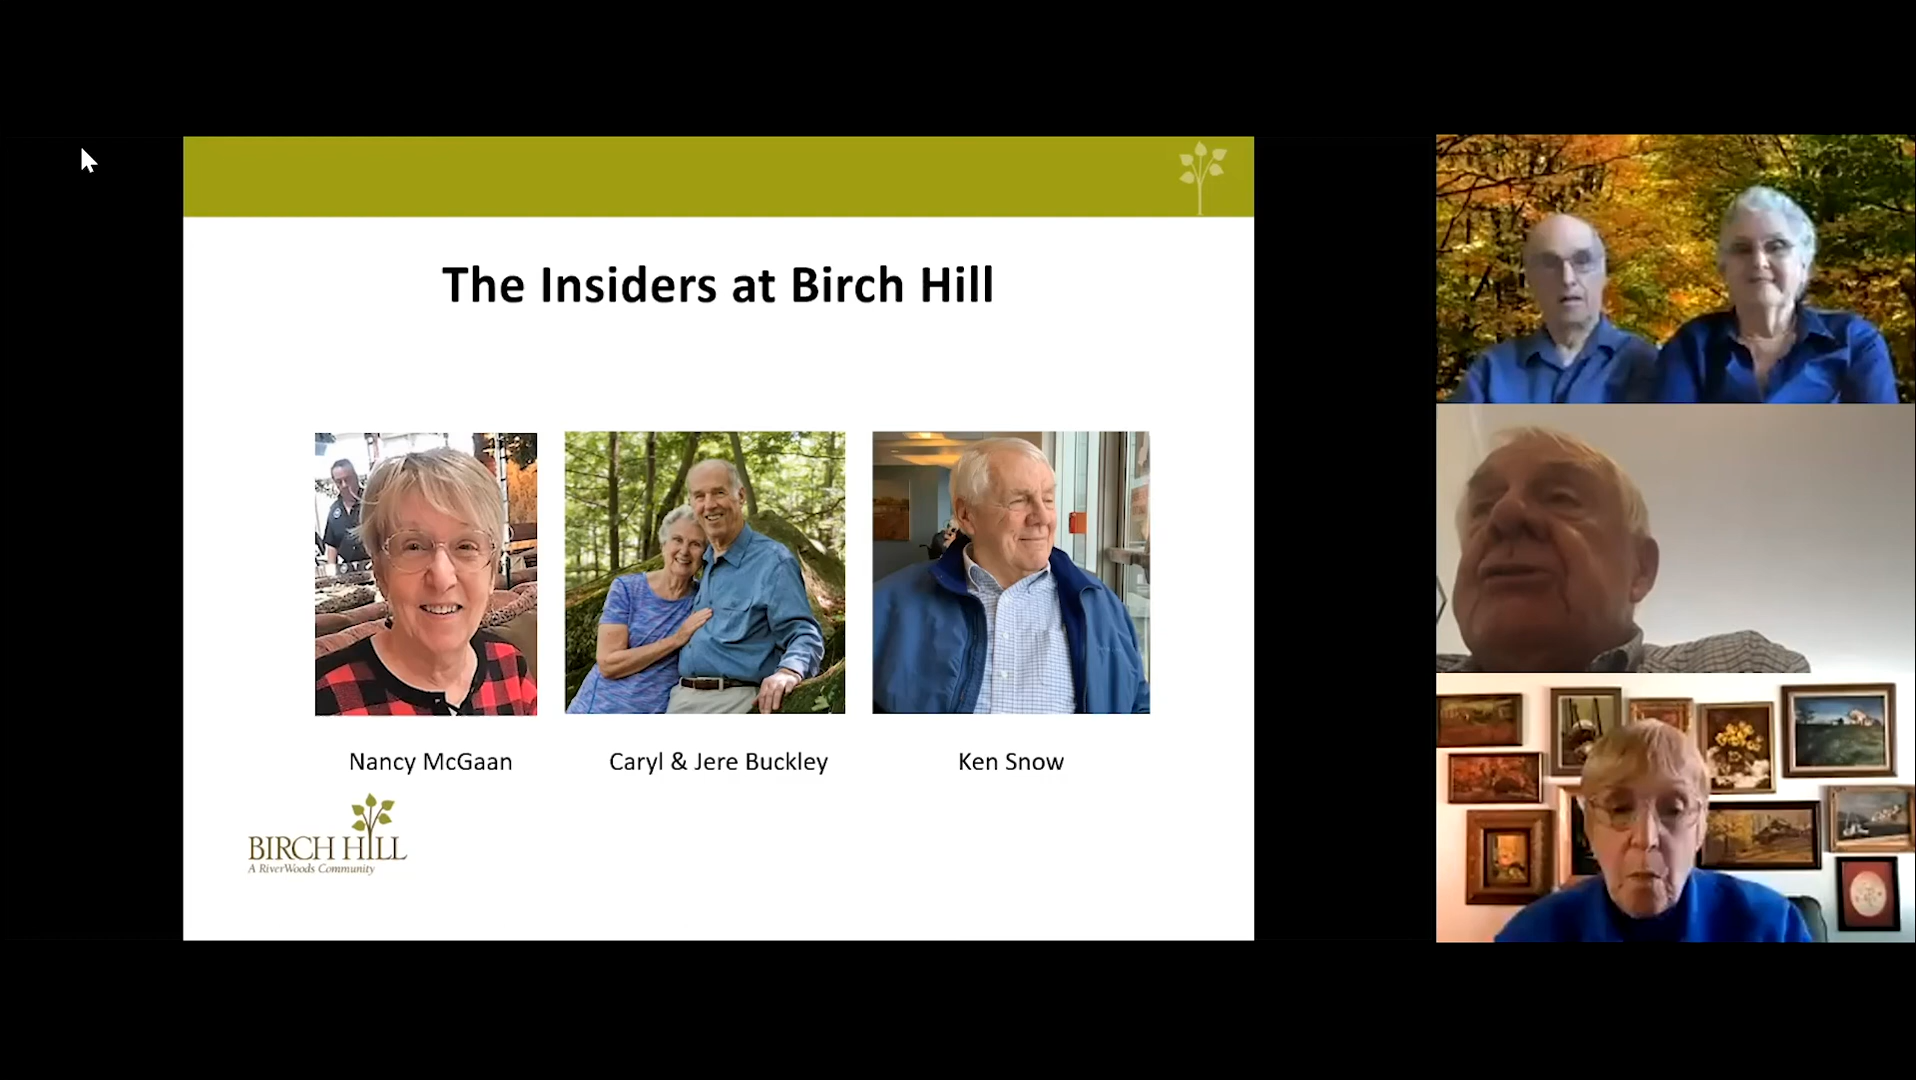 The Insiders at Birch Hill
Nancy McGaan
Caryl & Jere Buckley
Ken Snow
BIRCH HILL
A RiverWoods Community